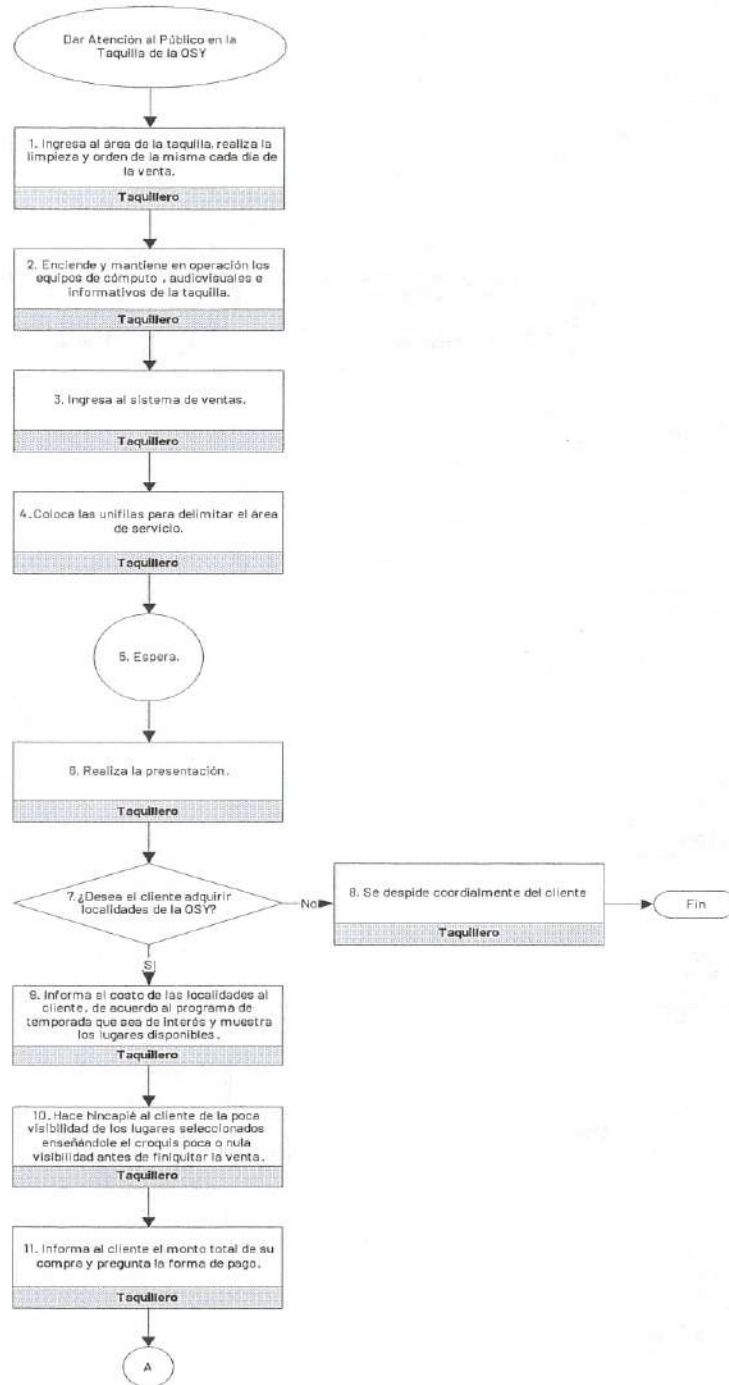 Dar Atención al Público en la
Taquilla de la OSY
1. Ingresa al área de la taquilla, realiza la
limpieza y orden de la misma cada día de
la venta.
Taquillero
2. Enciende y mantiene en operación los
equipos de cómputo , audiovisuales e
informativos de la taquilla.
Taquillero
3. Ingresa al sistema de ventas.
Taquillero
4. Coloca las unifilas para delimitar el área
de servicio.
Taquillero
5. Espera.
6. Realiza la presentación.
Taquillero
7. ¿Desea el cliente adquirir
localidades de la OSY?
No
8. Se despide coordialmente del cliente
Taquillero
Fin
Si
9. Informa el costo de las localidades al
cliente, de acuerdo al programa de
temporada que sea de interés y muestra
los lugares disponibles.
Taquillero
10. Hace hincapié al cliente de la poca
visibilidad de los lugares seleccionados
enseñándole el croquis poca o nula
visibilidad antes de finiquitar la venta.
Taquillero
11. Informa al cliente el monto total de su
compra y pregunta la forma de pago.
Taquillero
A